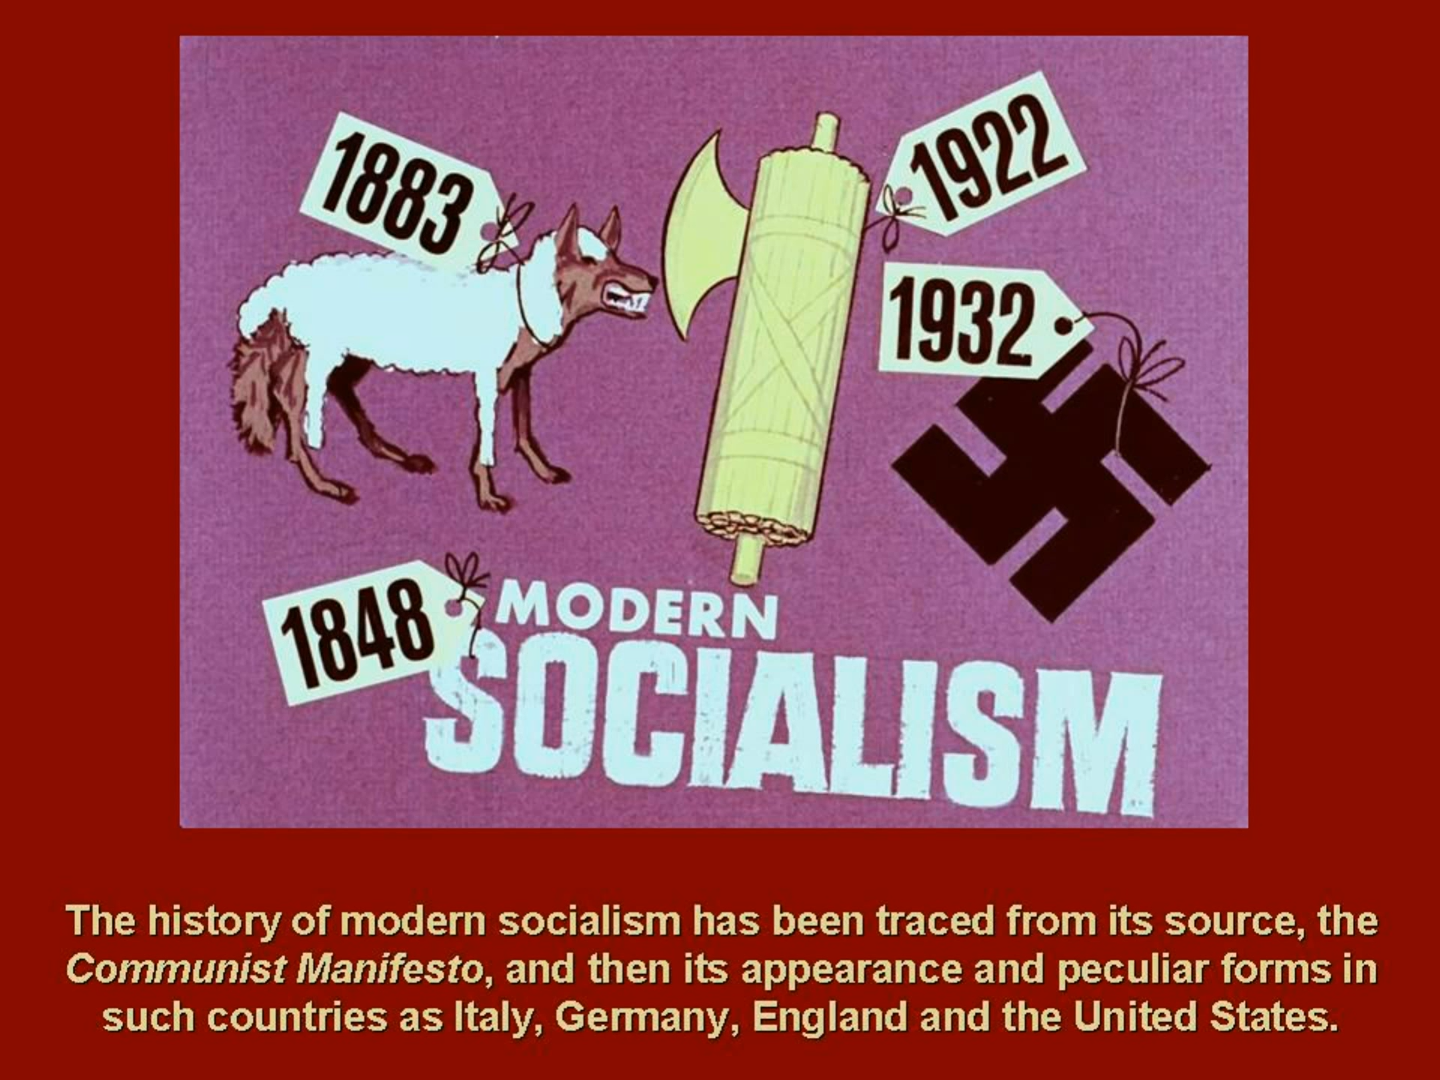 1883
1922
1932
1848
MODERN
SOCIALISM
The history of modern socialism has been traced from its source, the
Communist Manifesto, and then its appearance and peculiar forms in
such countries as Italy, Germany, England and the United States.